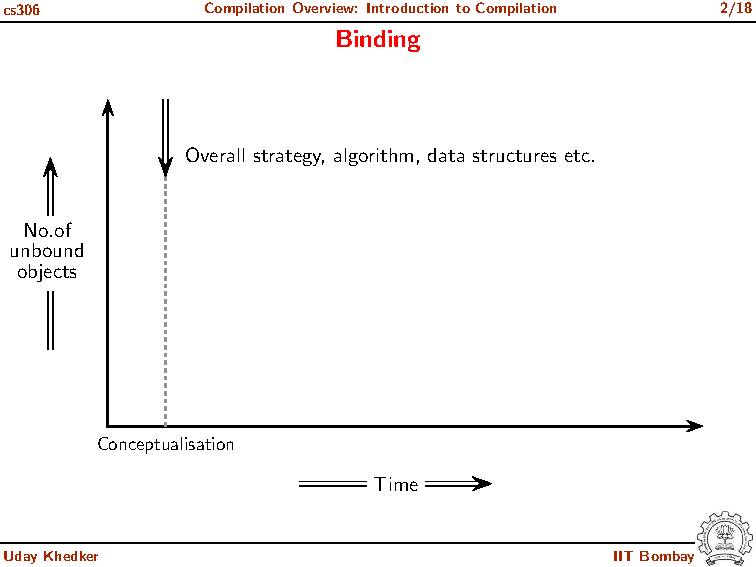 cs306
Compilation Overview: Introduction to Compilation
2/18
Binding
Overall strategy, algorithm, data structures etc.
No.of
unbound
objects
Conceptualisation
Time
Uday Khedker
IIT Bombay